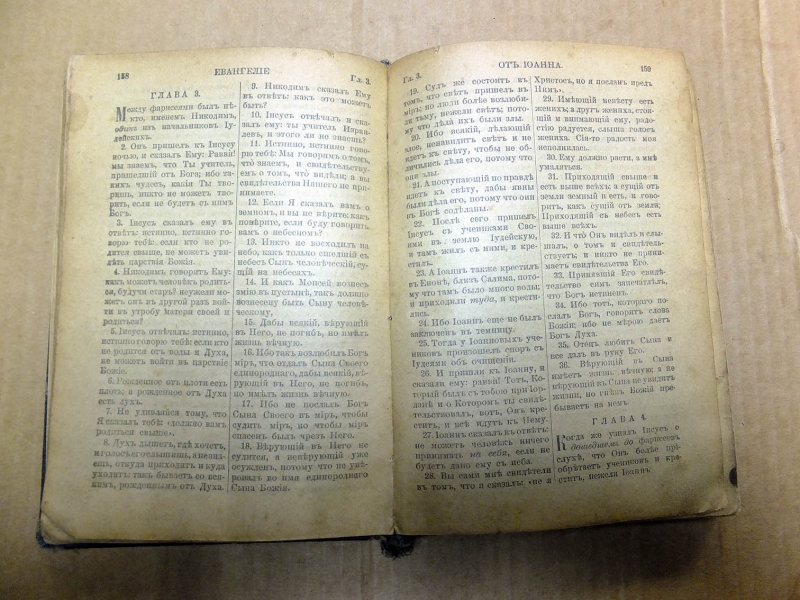 158
ЕВАНГЕЛІЕ
Гл. 3.
ГЛАВА 3.
Между фарисеями былъ нѣ-
кто, именемъ Никодимъ,
одинъ изъ начальниковъ Іу-
дейскихъ.
2. Онъ пришелъ къ Іисусу
ночью, и сказалъ Ему: Равви!
мы знаемъ, что Ты учитель,
пришедшій отъ Бога; ибо та-
кихъ чудесъ, какія Ты тво-
ришь, никто не можетъ тво-
рить, если не будетъ съ нимъ
Богъ.
3. Іисусъ сказалъ ему въ
отвѣтъ: истинно, истинно го-
ворю тебѣ: если кто не ро-
дится свыше, не можетъ уви-
дѣть царствія Божія.
4. Никодимъ говоритъ Ему:
какъ можетъ человѣкъ родить-
ся, будучи старъ? неужели мо-
жетъ онъ въ другой разъ войти
въ утробу матери своей и
родиться?
5. Іисусъ отвѣчалъ: истинно,
истинно говорю тебѣ: если кто
не родится отъ воды и Духа,
не можетъ войти въ царствіе
Божіе.
6. Рожденное отъ плоти есть
плоть; а рожденное отъ Духа
есть духъ.
7. Не удивляйся тому, что
Я сказалъ тебѣ: «должно вамъ
родиться свыше».
8. Духъ дышетъ, гдѣ хочетъ,
и голосъ его слышишь, а не зна-
ешь, откуда приходитъ и куда
уходитъ: такъ бываетъ со вся-
кимъ, рожденнымъ отъ Духа.
9. Никодимъ сказалъ Ему
въ отвѣтъ: какъ это можетъ
быть?
10. Іисусъ отвѣчалъ и ска-
залъ ему: ты учитель Израи-
левъ, и этого ли не знаешь?
11. Истинно, истинно гово-
рю тебѣ: Мы говоримъ о томъ,
что знаемъ, и свидѣтельству-
емъ о томъ, что видѣли; а вы
свидѣтельства Нашего не при-
нимаете.
12. Если Я сказалъ вамъ о
земномъ, и вы не вѣрите: какъ
повѣрите, если буду говорить
вамъ о небесномъ?
13. Никто не восходилъ на
небо, какъ только сшедшій съ
небесъ Сынъ человѣческій, су-
щій на небесахъ.
14. И какъ Моисей вознесъ
змію въ пустынѣ, такъ должно
вознесену быть Сыну человѣ-
ческому,
15. Дабы всякій, вѣрующій
въ Него, не погибъ, но имѣлъ
жизнь вѣчную.
16. Ибо такъ возлюбилъ Богъ
міръ, что отдалъ Сына Своего
единороднаго, дабы всякій, вѣ-
рующій въ Него, не погибъ,
но имѣлъ жизнь вѣчную.
17. Ибо не послалъ Богъ
Сына Своего въ міръ, чтобы
судить міръ, но чтобы міръ
спасенъ былъ чрезъ Него.
18. Вѣрующій въ Него не
судится, а невѣрующій уже
осужденъ, потому что не увѣ-
ровалъ во имя единороднаго
Сына Божія.
Гл. 3.
ОТЪ ІОАННА.
159
19. Судъ же состоитъ въ
томъ, что свѣтъ пришелъ въ
міръ; но люди болѣе возлюби-
ли тьму, нежели свѣтъ; пото-
му что дѣла ихъ были злы.
20. Ибо всякій, дѣлающій
злое, ненавидитъ свѣтъ и не
идетъ къ свѣту, чтобы не об-
личились дѣла его, потому что
они злы.
21. А поступающій по правдѣ
идетъ къ свѣту, дабы явны
были дѣла его, потому что они
въ Богѣ содѣланы.
22. Послѣ сего пришелъ
Іисусъ съ учениками Сво-
ими въ землю Іудейскую,
и тамъ жилъ съ ними, и кре-
стилъ.
23. А Іоаннъ также крестилъ
въ Енонѣ, близъ Салима, пото-
му что тамъ было много воды;
и приходили туда, и крести-
лись.
24. Ибо Іоаннъ еще не былъ
заключенъ въ темницу.
25. Тогда у Іоанновыхъ уче-
никовъ произошелъ споръ съ
Іудеями объ очищеніи.
26. И пришли къ Іоанну, и
сказали ему: равви! Тотъ, Ко-
торый былъ съ тобою при Іор-
данѣ и о Которомъ ты свидѣ-
тельствовалъ, вотъ, Онъ кре-
ститъ, и всѣ идутъ къ Нему.
27. Іоаннъ сказалъ въ отвѣтъ:
не можетъ человѣкъ ничего
принимать на себя, если не
будетъ дано ему съ неба.
28. Вы сами мнѣ свидѣтели
въ томъ, что я сказалъ: «не я
Христосъ, но я посланъ предъ
Нимъ».
29. Имѣющій невѣсту есть
женихъ; а другъ жениха, стоя-
щій и внимающій ему, радо-
стію радуется, слыша голосъ
жениха. Сія-то радость моя
исполнилась.
30. Ему должно расти, а мнѣ
умаляться.
31. Приходящій свыше и
есть выше всѣхъ; а сущій отъ
земли земный и есть, и гово-
ритъ, какъ сущій отъ земли;
Приходящій съ небесъ есть
выше всѣхъ.
32. И что Онъ видѣлъ и слы-
шалъ, о томъ и свидѣтель-
ствуетъ; и никто не прини-
маетъ свидѣтельства Его.
33. Принявшій Его свидѣ-
тельство симъ запечатлѣлъ,
что Богъ истиненъ.
34. Ибо тотъ, котораго по-
слалъ Богъ, говоритъ слова
Божіи; ибо не мѣрою даетъ
Богъ Духа.
35. Отецъ любитъ Сына и
все далъ въ руку Его.
36. Вѣрующій въ Сына
имѣетъ жизнь вѣчную; а не
вѣрующій въ Сына не увидитъ
жизни, но гнѣвъ Божій пре-
бываетъ на немъ.
ГЛАВА 4.
Когда же узналъ Іисусъ о
дошедшемъ до фарисеевъ
слухѣ, что Онъ болѣе прі-
обрѣтаетъ учениковъ и кре-
ститъ, нежели Іоаннъ